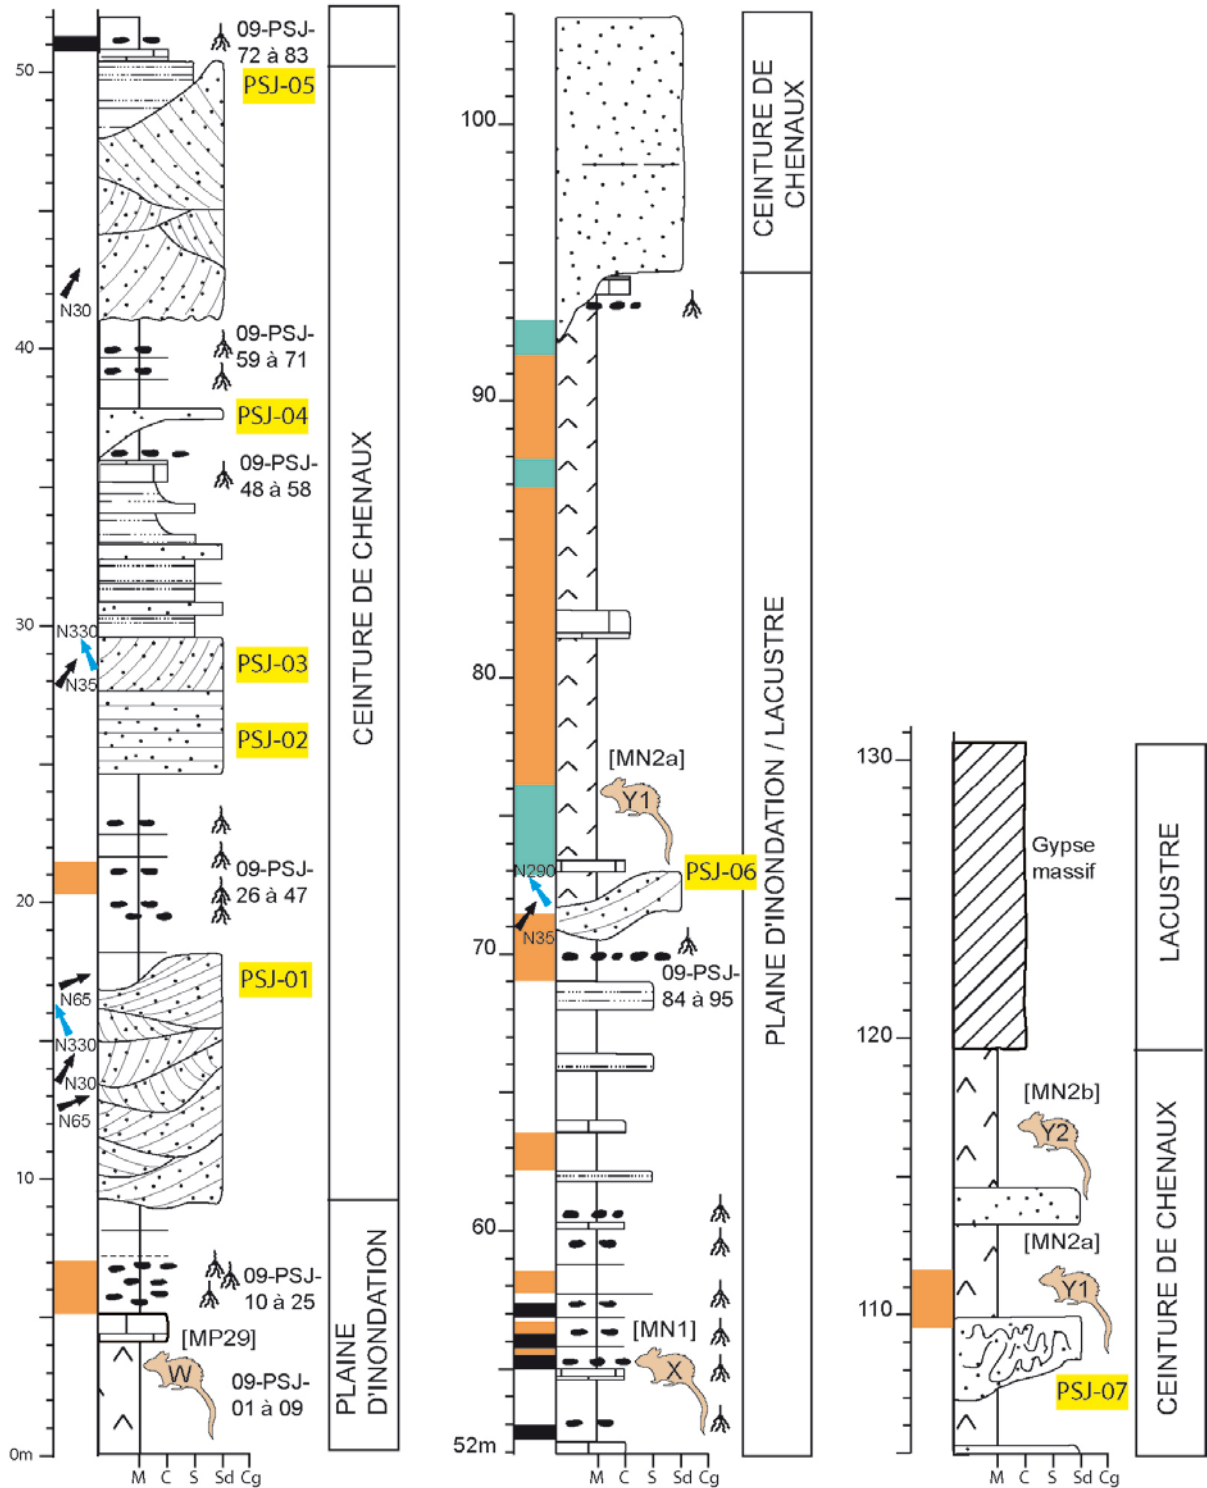 50
40
30
20
10
0m
N30
N330
N35
N65
N330
N30
N65
09-PSJ-
72 à 83
PSJ-05
09-PSJ-
59 à 71
PSJ-04
09-PSJ-
48 à 58
PSJ-03
PSJ-02
09-PSJ-
26 à 47
PSJ-01
09-PSJ-
10 à 25
[MP29]
W
09-PSJ-
01 à 09
M C S Sd Cg
CEINTURE DE CHENAUX
PLAINE
D'INONDATION
100
90
80
70
60
52m
[MN2a]
Y1
N290
N35
PSJ-06
09-PSJ-
84 à 95
[MN1]
X
M C S Sd Cg
CEINTURE DE
CHENAUX
PLAINE D'INONDATION / LACUSTRE
130
120
110
Gypse
massif
[MN2b]
Y2
[MN2a]
Y1
PSJ-07
M C S Sd Cg
LACUSTRE
CEINTURE DE CHENAUX